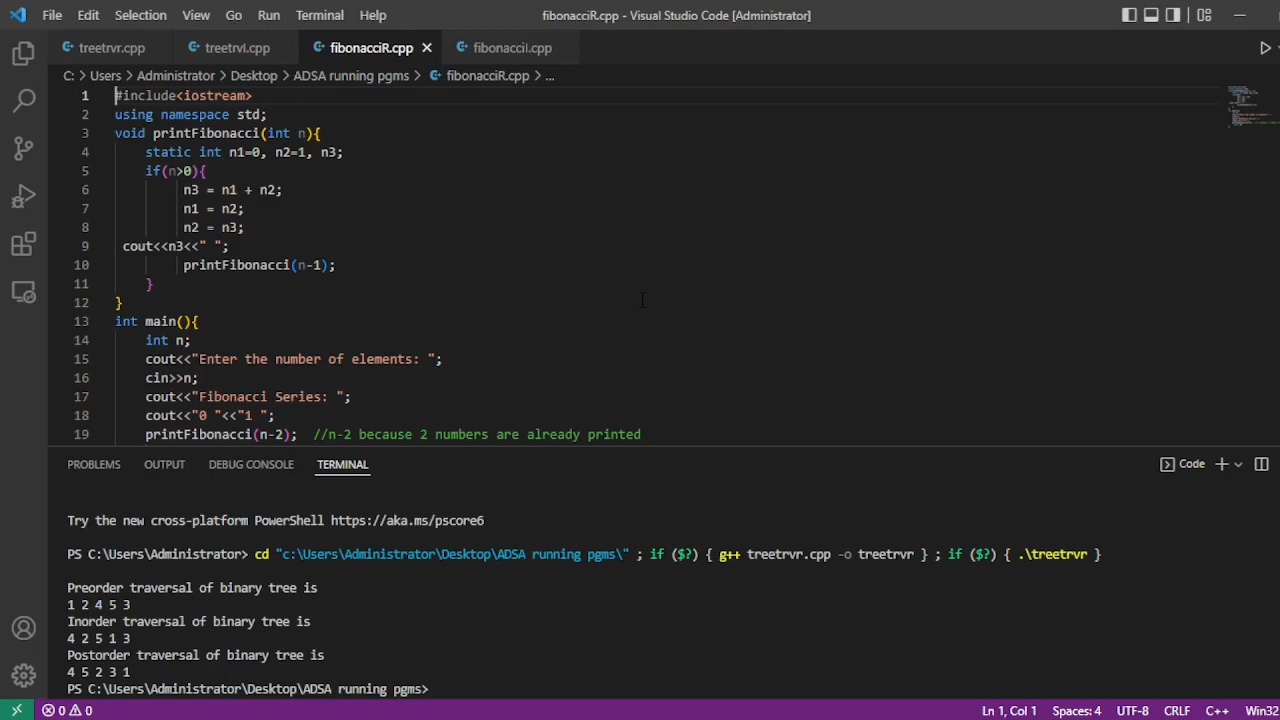 File Edit Selection View Go Run Terminal Help fibonacciR.cpp - Visual Studio Code [Administrator]
treetrvr.cpp treetrvl.cpp fibonacciR.cpp fibonaccil.cpp
C: > Users > Administrator > Desktop > ADSA running pgms > fibonacciR.cpp > ...
1 #include<iostream>
2 using namespace std;
3 void printFibonacci(int n){
4 static int n1=0, n2=1, n3;
5 if(n>0){
6 n3 = n1 + n2;
7 n1 = n2;
8 n2 = n3;
9 cout<<n3<<" ";
10 printFibonacci(n-1);
11 }
12 }
13 int main(){
14 int n;
15 cout<<"Enter the number of elements: ";
16 cin>>n;
17 cout<<"Fibonacci Series: ";
18 cout<<"0 "<<"1 ";
19 printFibonacci(n-2); //n-2 because 2 numbers are already printed
PROBLEMS OUTPUT DEBUG CONSOLE TERMINAL Code
Try the new cross-platform PowerShell https://aka.ms/pscore6
PS C:\Users\Administrator> cd "c:\Users\Administrator\Desktop\ADSA running pgms\" ; if ($?) { g++ treetrvr.cpp -o treetrvr } ; if ($?) { .\treetrvr }
Preorder traversal of binary tree is
1 2 4 5 3
Inorder traversal of binary tree is
4 2 5 1 3
Postorder traversal of binary tree is
4 5 2 3 1
PS C:\Users\Administrator\Desktop\ADSA running pgms>
0 0 Ln 1, Col 1 Spaces: 4 UTF-8 CRLF C++ Win32